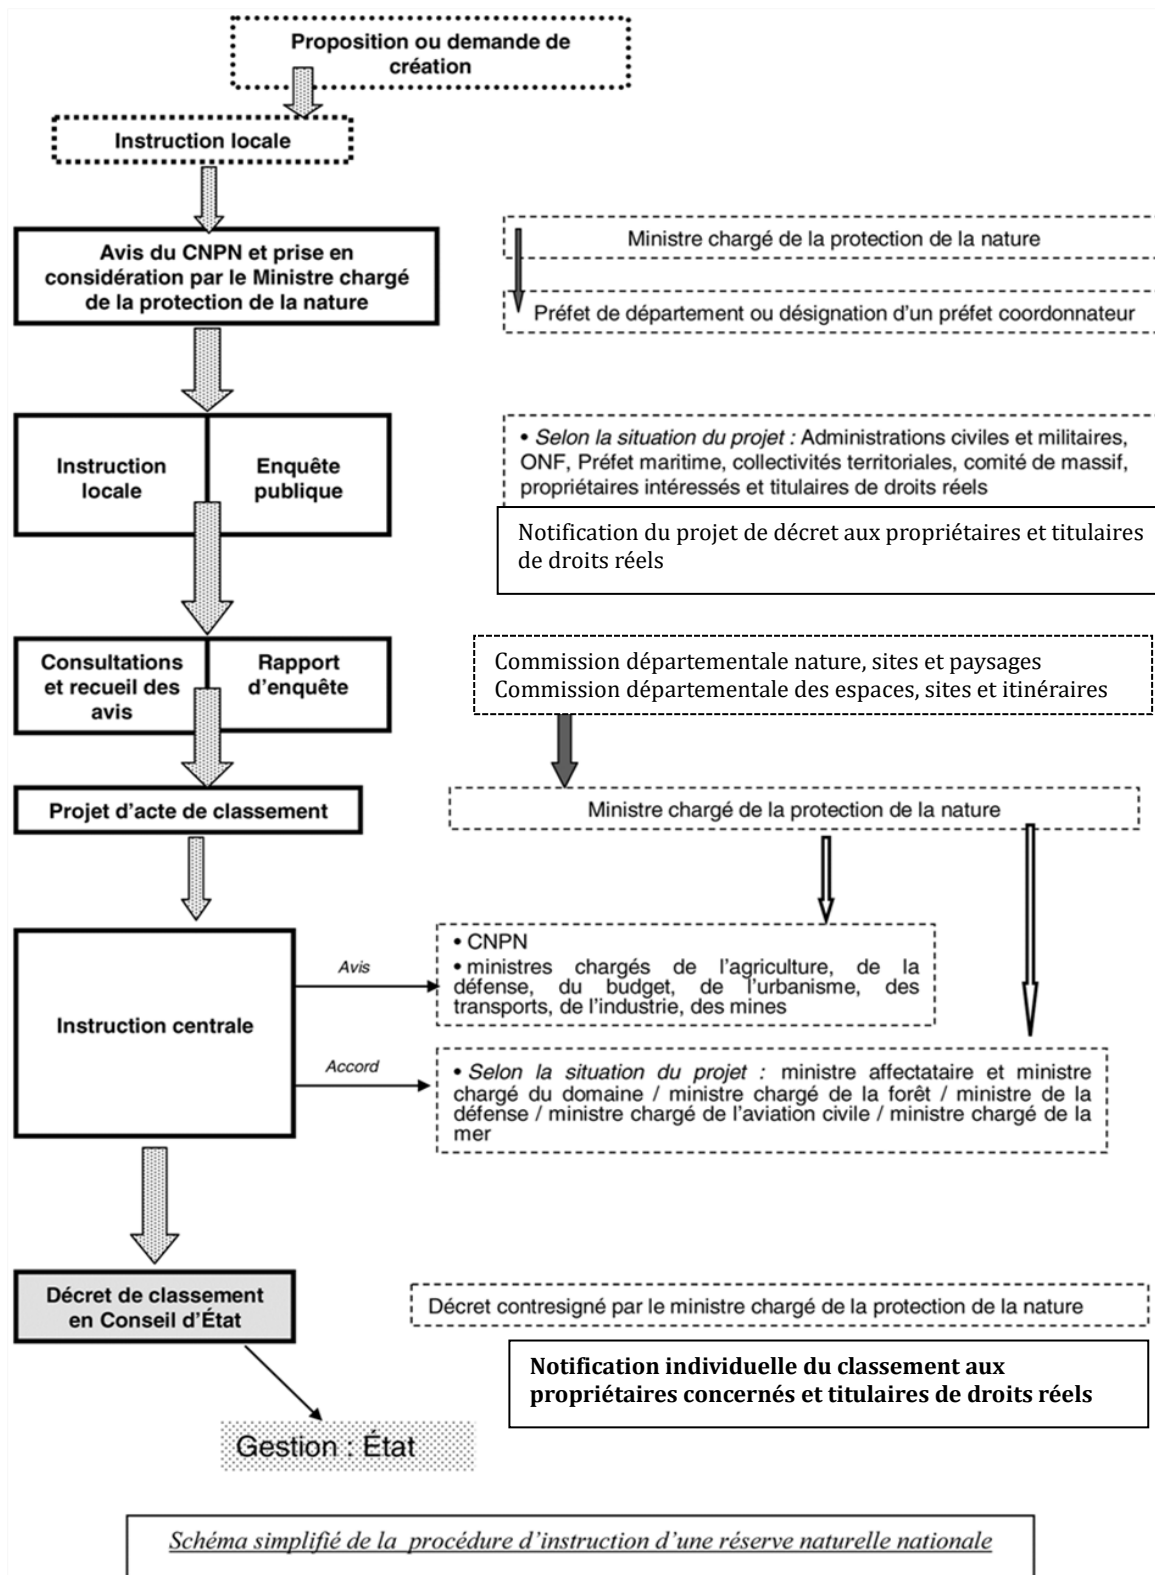 Proposition ou demande de
création
Instruction locale
Avis du CNPN et prise en
considération par le Ministre chargé
de la protection de la nature
Ministre chargé de la protection de la nature
Préfet de département ou désignation d'un préfet coordonnateur
Instruction
locale
Enquête
publique
• Selon la situation du projet : Administrations civiles et militaires,
ONF, Préfet maritime, collectivités territoriales, comité de massif,
propriétaires intéressés et titulaires de droits réels
Notification du projet de décret aux propriétaires et titulaires
de droits réels
Consultations
et recueil des
avis
Rapport
d'enquête
Commission départementale nature, sites et paysages
Commission départementale des espaces, sites et itinéraires
Projet d'acte de classement
Ministre chargé de la protection de la nature
Instruction centrale
Avis
• CNPN
• ministres chargés de l'agriculture, de la
défense, du budget, de l'urbanisme, des
transports, de l'industrie, des mines
Accord
• Selon la situation du projet : ministre affectataire et ministre
chargé du domaine / ministre chargé de la forêt / ministre de la
défense / ministre chargé de l'aviation civile / ministre chargé de la
mer
Décret de classement
en Conseil d'État
Décret contresigné par le ministre chargé de la protection de la nature
Notification individuelle du classement aux
propriétaires concernés et titulaires de droits réels
Gestion : État
Schéma simplifié de la procédure d'instruction d'une réserve naturelle nationale